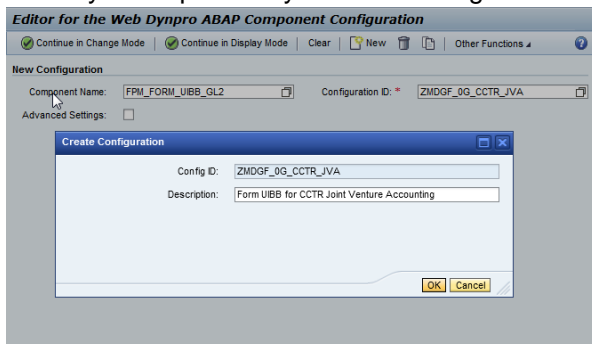 Editor for the Web Dynpro ABAP Component Configuration
Continue in Change Mode Continue in Display Mode Clear New Other Functions
New Configuration
Component Name: FPM_FORM_UIBB_GL2 Configuration ID: * ZMDGF_0G_CCTR_JVA
Advanced Settings:
Create Configuration
Config ID: ZMDGF_0G_CCTR_JVA
Description: Form UIBB for CCTR Joint Venture Accounting
OK Cancel